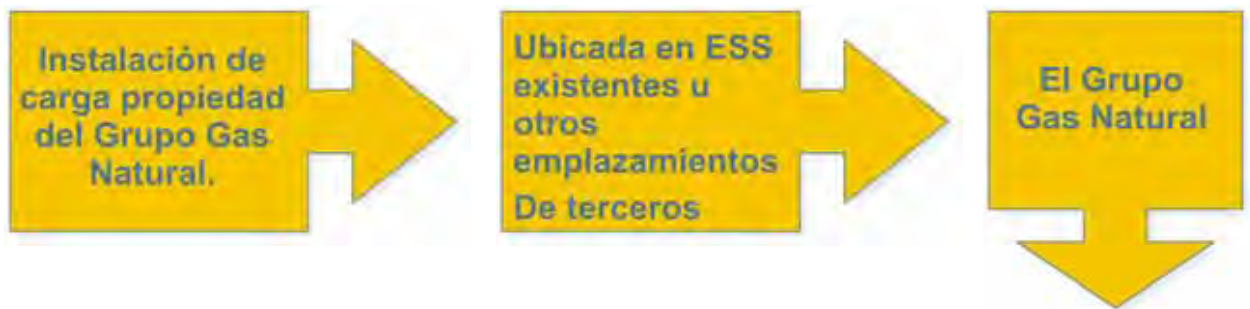 Instalación de
carga propiedad
del Grupo Gas
Natural.
Ubicada en ESS
existentes u
otros
emplazamientos
De terceros
El Grupo
Gas Natural